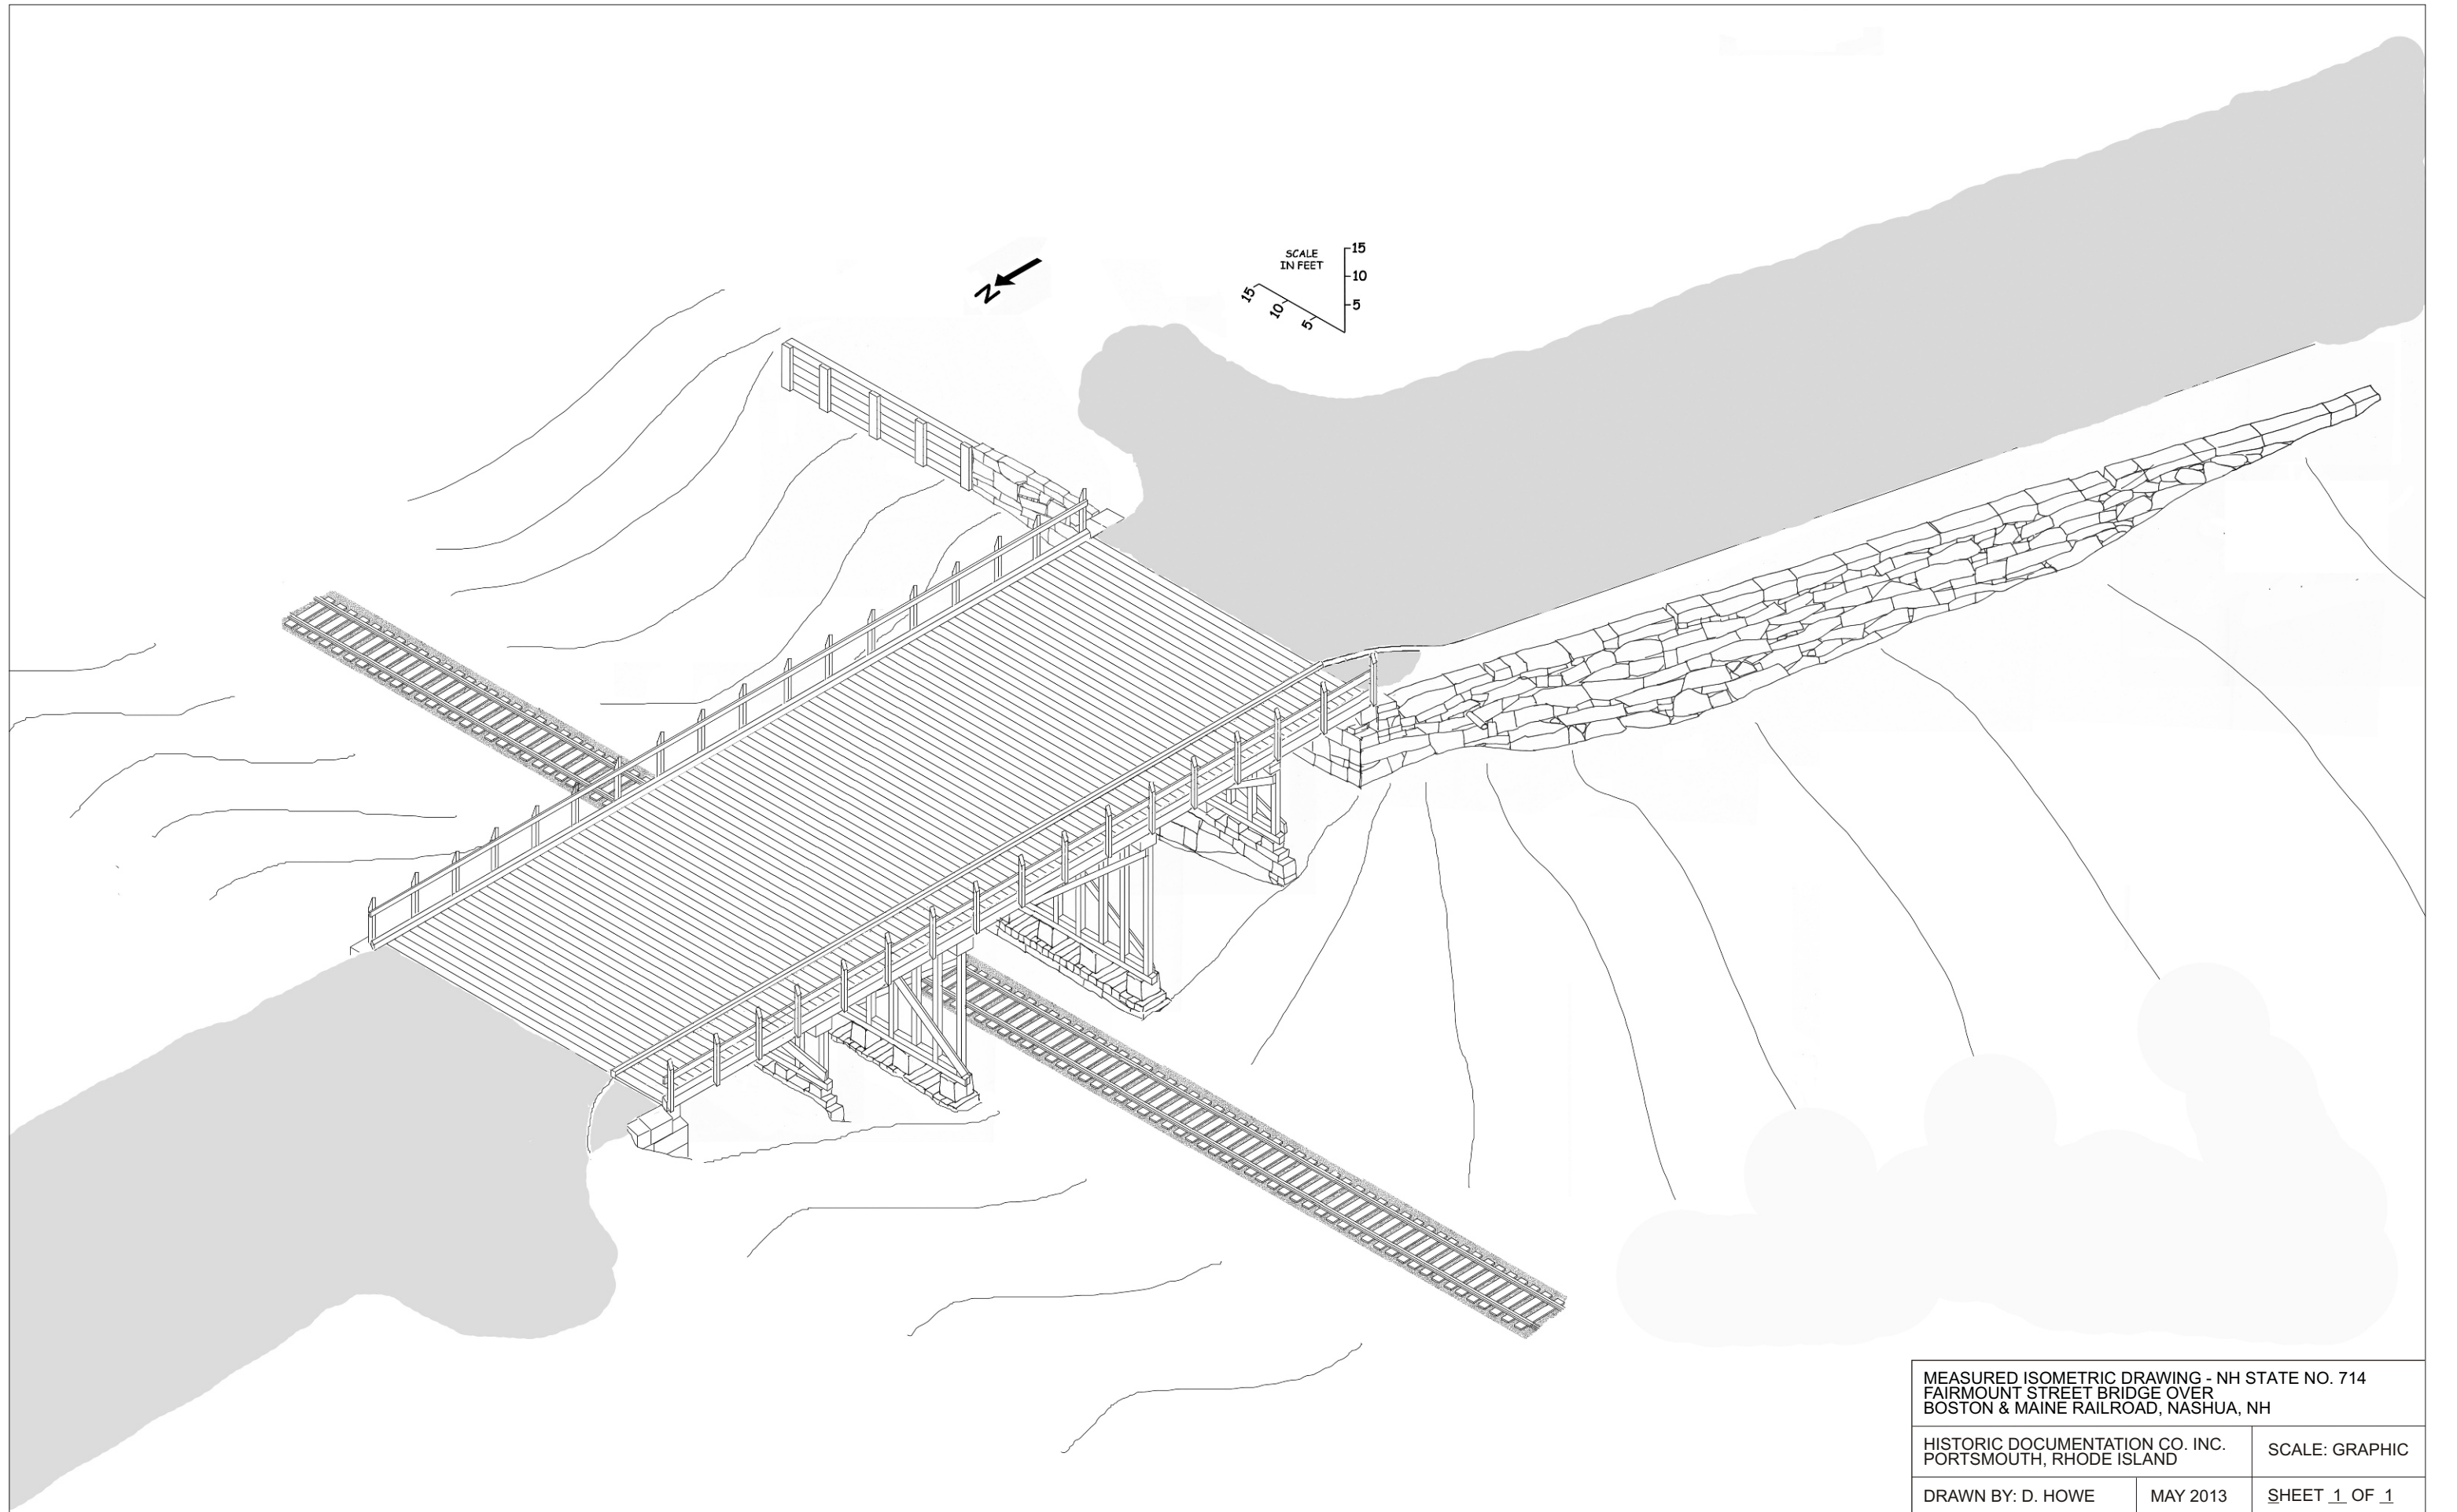 N
SCALE
IN FEET
15
10
5
15
10
5
MEASURED ISOMETRIC DRAWING - NH STATE NO. 714
FAIRMOUNT STREET BRIDGE OVER
BOSTON & MAINE RAILROAD, NASHUA, NH
HISTORIC DOCUMENTATION CO. INC.
PORTSMOUTH, RHODE ISLAND
SCALE: GRAPHIC
DRAWN BY: D. HOWE
MAY 2013
SHEET 1 OF 1